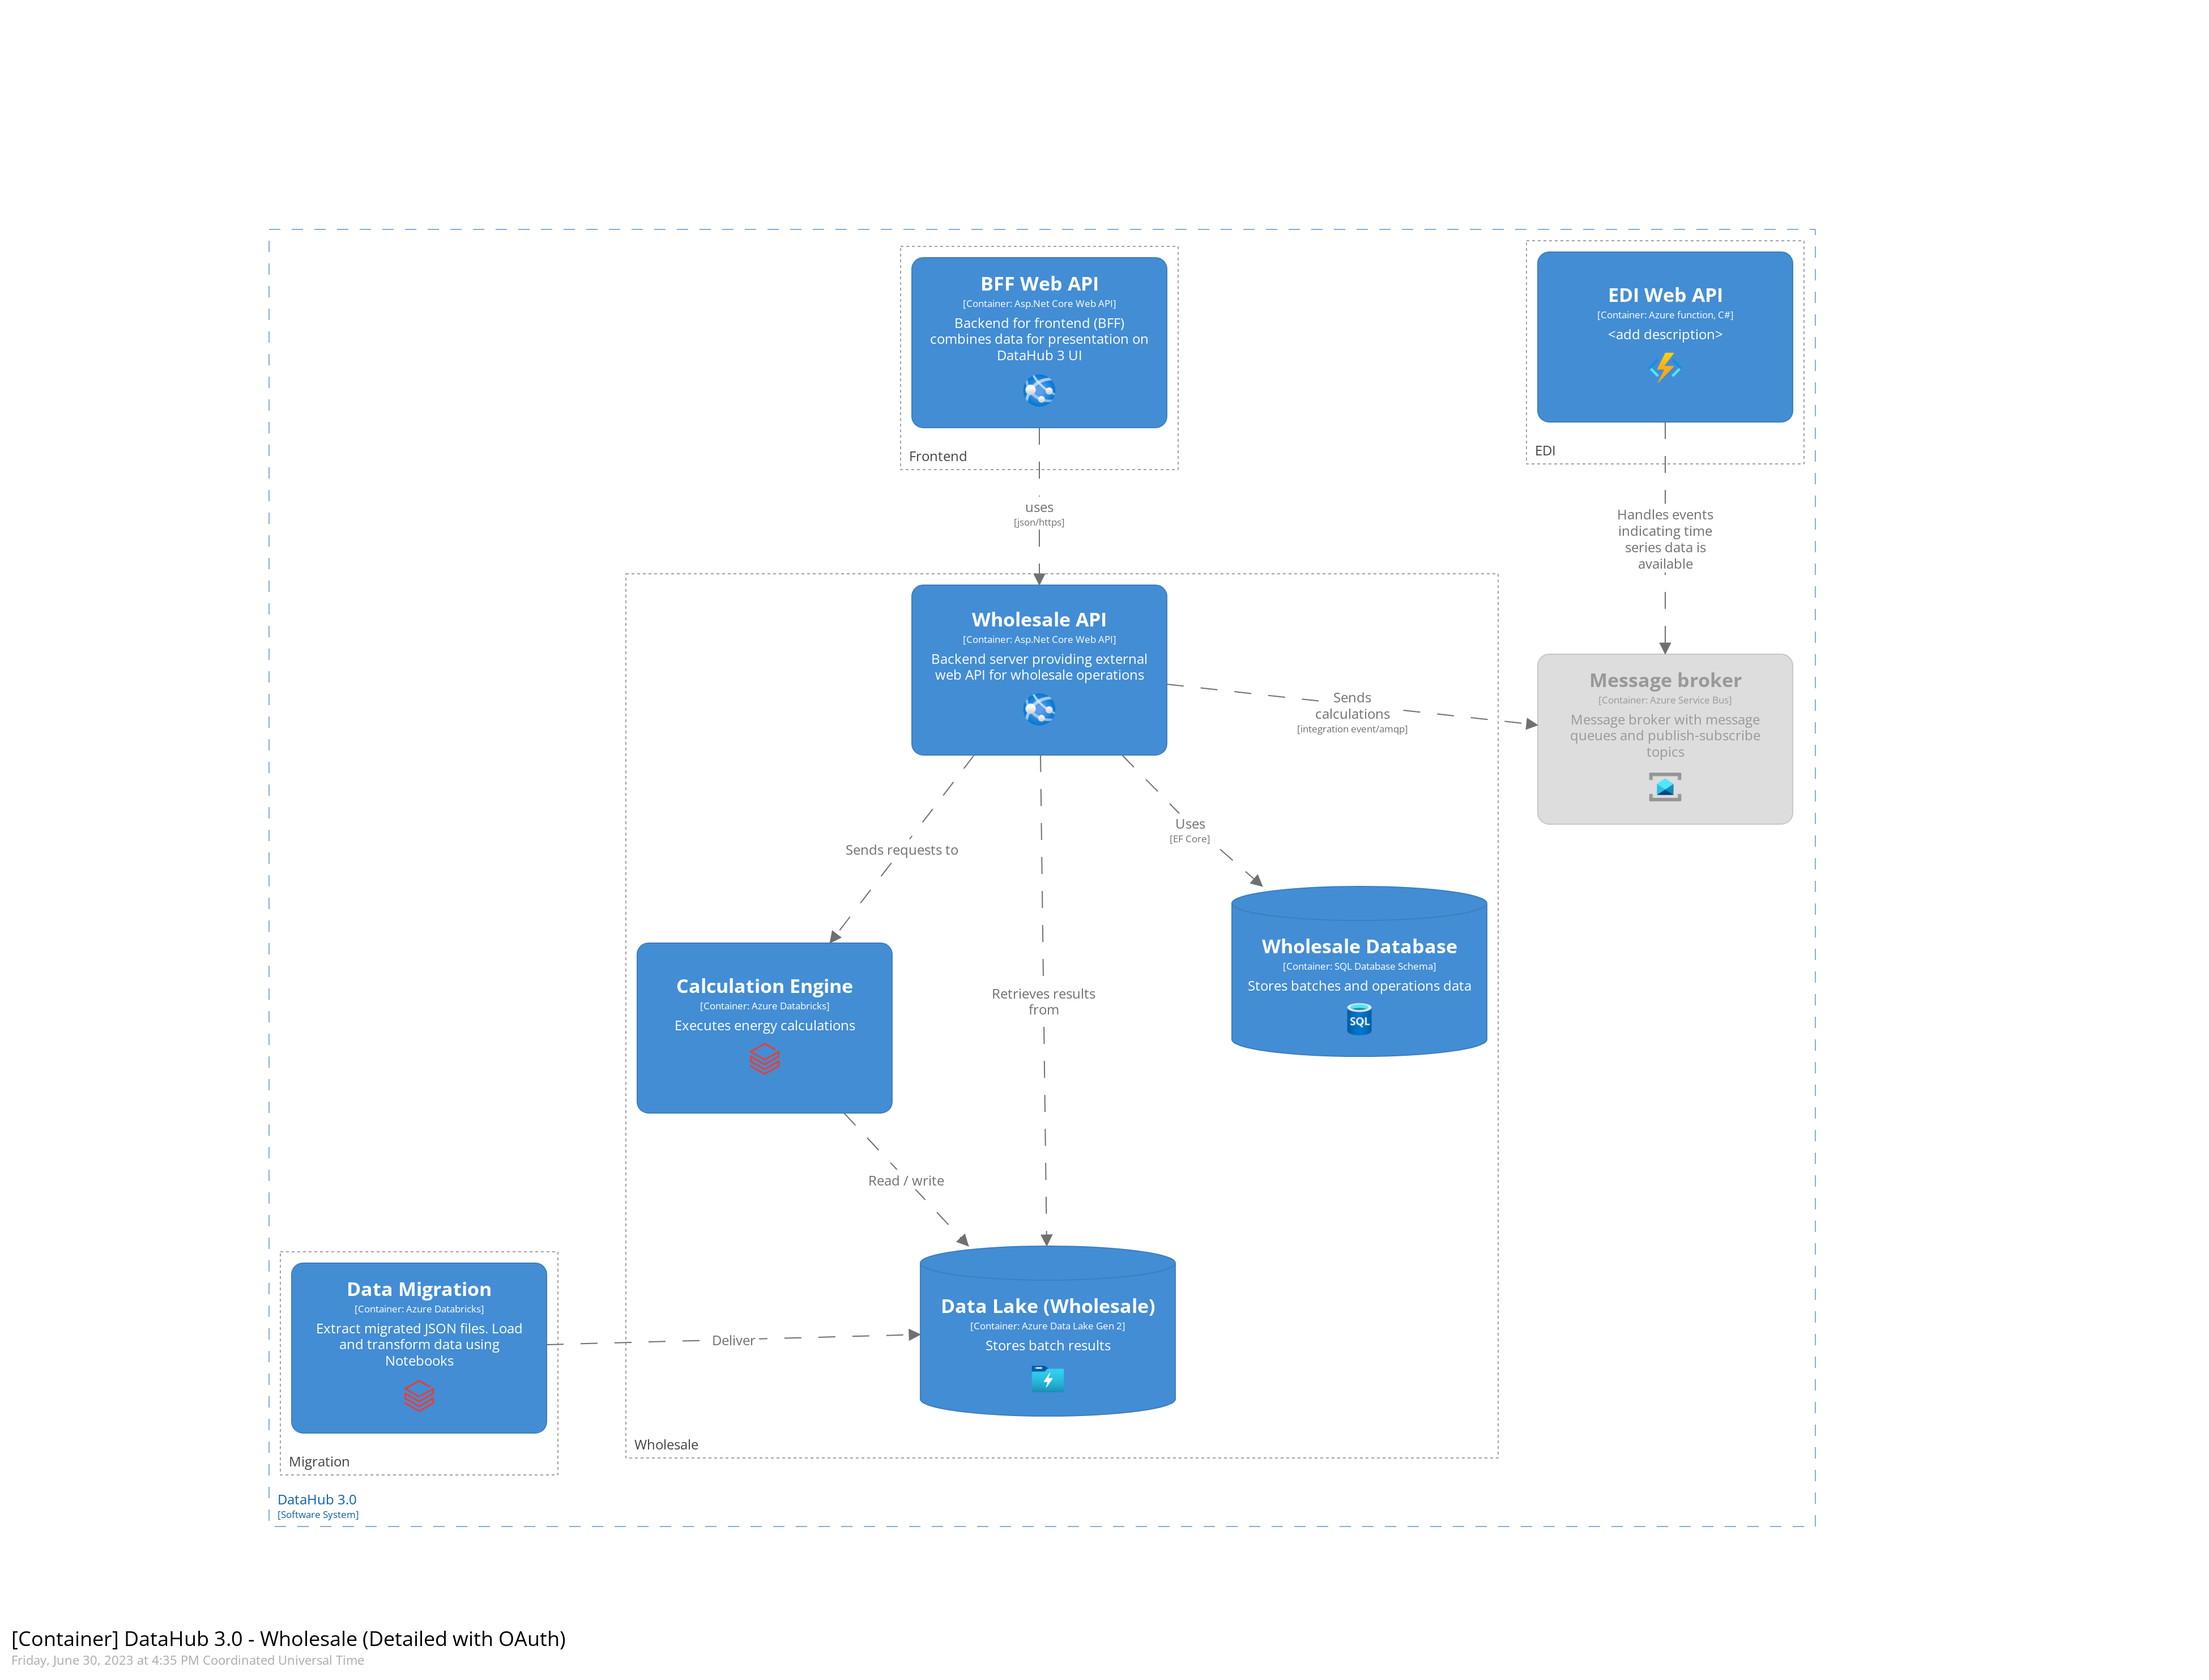 BFF Web API
[Container: Asp.Net Core Web API]
Backend for frontend (BFF)
combines data for presentation on
DataHub 3 UI
Frontend
EDI Web API
[Container: Azure function, C#]
<add description>
EDI
uses
[json/https]
Handles events
indicating time
series data is
available
Wholesale API
[Container: Asp.Net Core Web API]
Backend server providing external
web API for wholesale operations
Sends
calculations
[integration event/amqp]
Message broker
[Container: Azure Service Bus]
Message broker with message
queues and publish-subscribe
topics
Sends requests to
Uses
[EF Core]
Calculation Engine
[Container: Azure Databricks]
Executes energy calculations
Retrieves results
from
Wholesale Database
[Container: SQL Database Schema]
Stores batches and operations data
SQL
Read / write
Data Migration
[Container: Azure Databricks]
Extract migrated JSON files. Load
and transform data using
Notebooks
Migration
Deliver
Data Lake (Wholesale)
[Container: Azure Data Lake Gen 2]
Stores batch results
Wholesale
DataHub 3.0
[Software System]
[Container] DataHub 3.0 - Wholesale (Detailed with OAuth)
Friday, June 30, 2023 at 4:35 PM Coordinated Universal Time